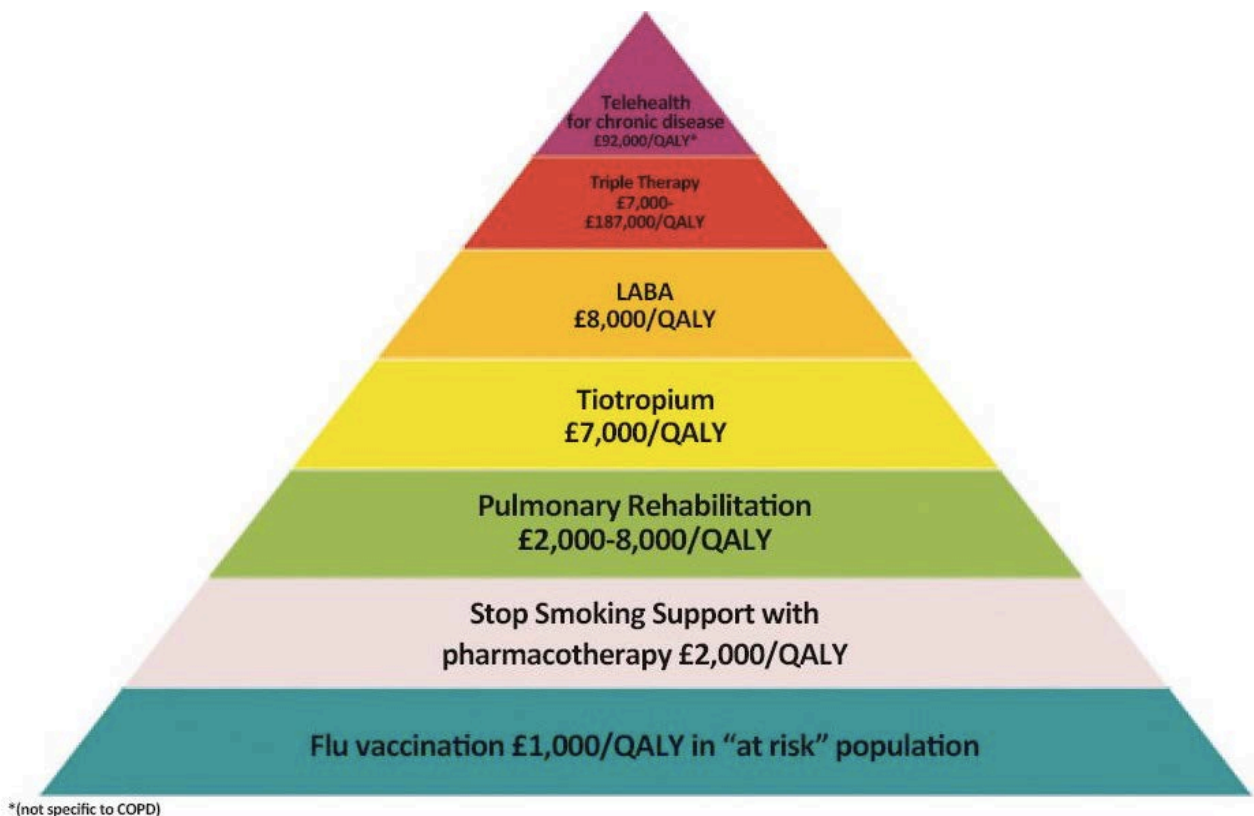 Telehealth
for chronic disease
£92,000/QALY*
Triple Therapy
£7,000-
£187,000/QALY
LABA
£8,000/QALY
Tiotropium
£7,000/QALY
Pulmonary Rehabilitation
£2,000-8,000/QALY
Stop Smoking Support with
pharmacotherapy £2,000/QALY
Flu vaccination £1,000/QALY in “at risk” population
*(not specific to COPD)